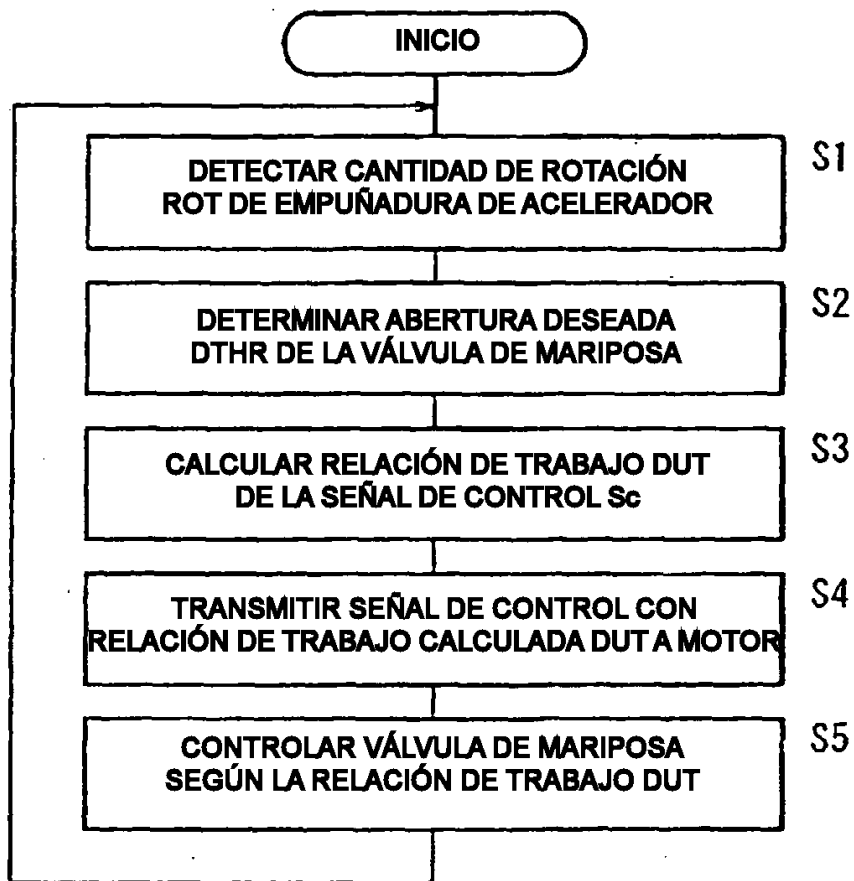 INICIO
DETECTAR CANTIDAD DE ROTACIÓN
ROT DE EMPUÑADURA DE ACELERADOR
S1
DETERMINAR ABERTURA DESEADA
DTHR DE LA VÁLVULA DE MARIPOSA
S2
CALCULAR RELACIÓN DE TRABAJO DUT
DE LA SEÑAL DE CONTROL Sc
S3
TRANSMITIR SEÑAL DE CONTROL CON
RELACIÓN DE TRABAJO CALCULADA DUT A MOTOR
S4
CONTROLAR VÁLVULA DE MARIPOSA
SEGÚN LA RELACIÓN DE TRABAJO DUT
S5